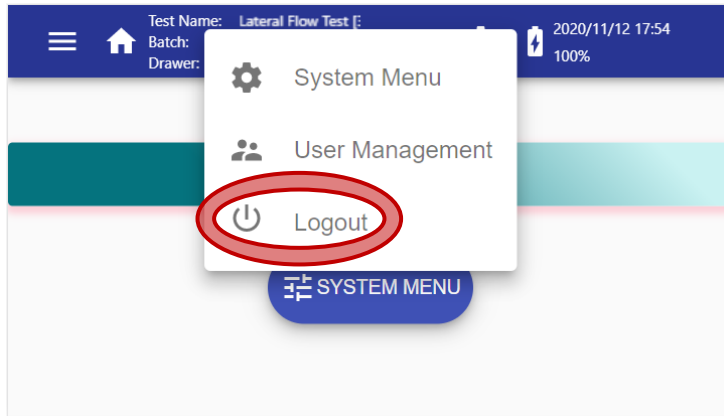 Test Name: Lateral Flow Test [
Batch:
Drawer:
2020/11/12 17:54
100%
System Menu
User Management
Logout
SYSTEM MENU